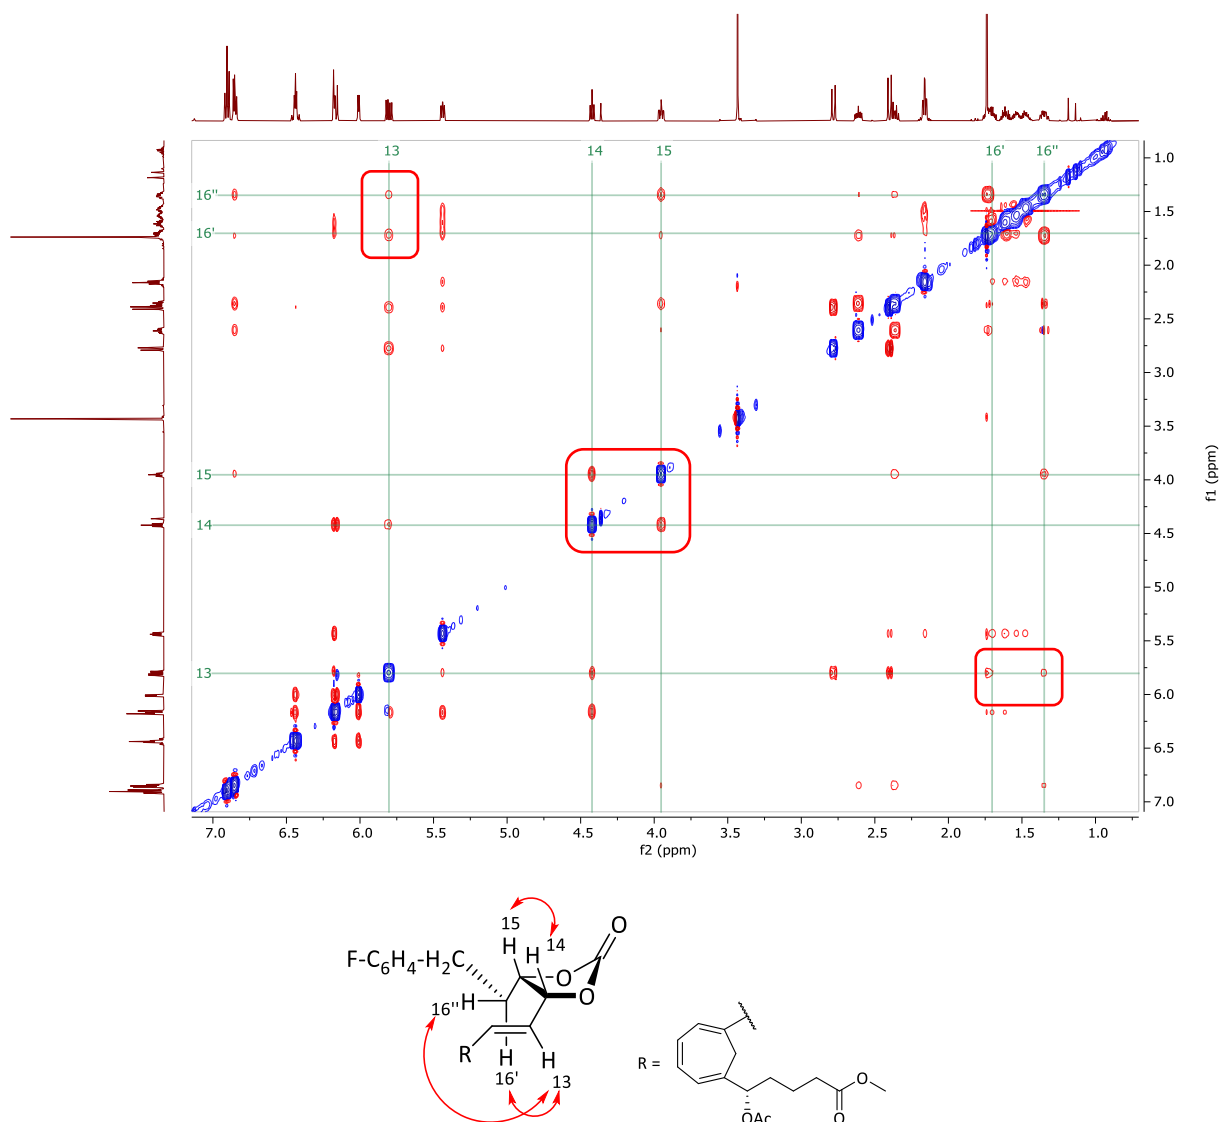 13 14 15 16' 16"
16"
16'
15
14
13
1.0
1.5
2.0
2.5
3.0
3.5
4.0
4.5
5.0
5.5
6.0
6.5
7.0
f1 (ppm)
7.0 6.5 6.0 5.5 5.0 4.5 4.0 3.5 3.0 2.5 2.0 1.5 1.0
f2 (ppm)
15
14
H H O
F-C6H4-H2C
O
O
16"H
R H H
16' 13
R =
O
O
OAc